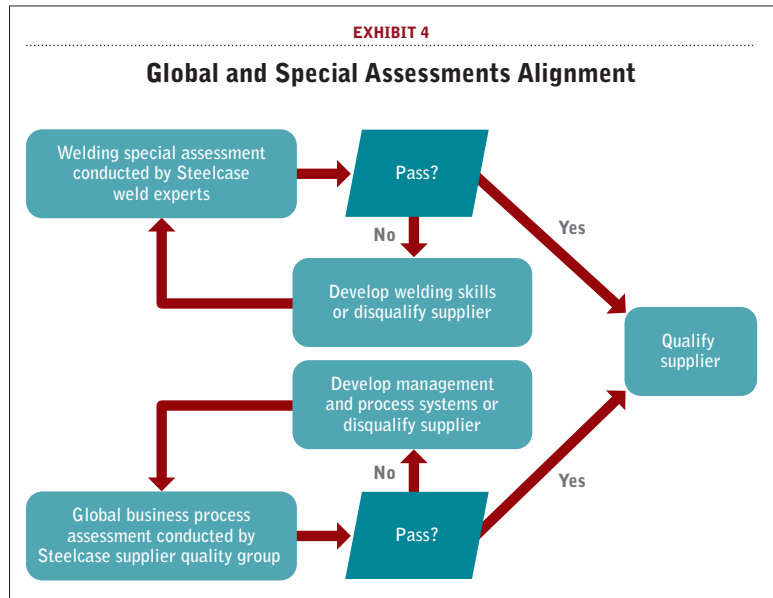 EXHIBIT 4
Global and Special Assessments Alignment
Welding special assessment
conducted by Steelcase
weld experts
Pass?
No
Yes
Develop welding skills
or disqualify supplier
Qualify
supplier
Develop management
and process systems or
disqualify supplier
No
Yes
Global business process
assessment conducted by
Steelcase supplier quality group
Pass?